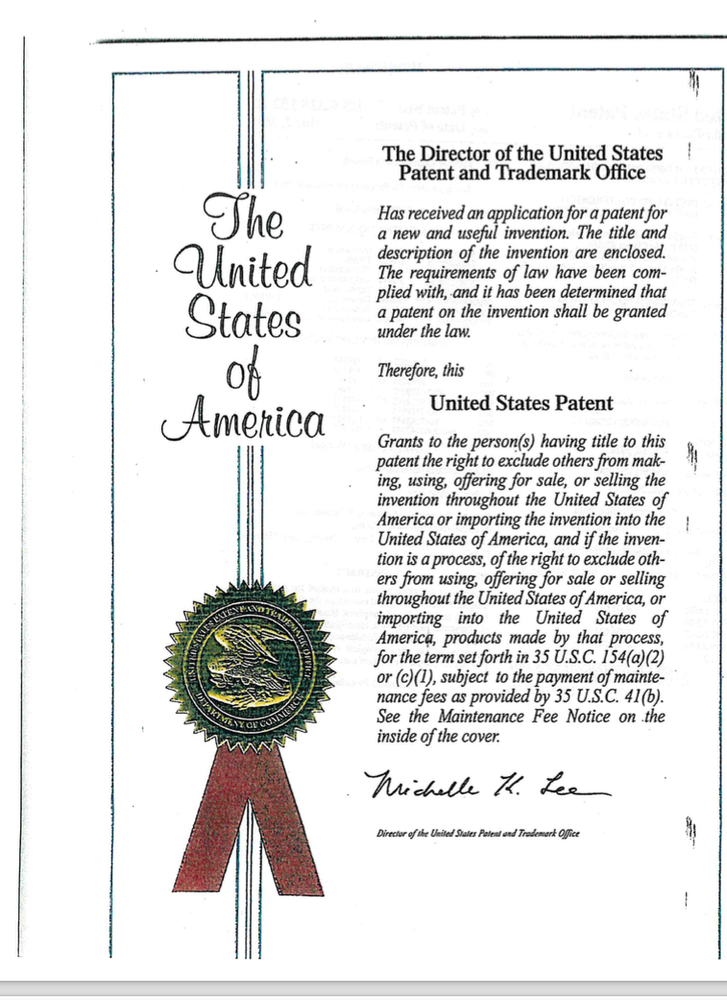 The
United
States
of
America
The Director of the United States
Patent and Trademark Office
Has received an application for a patent for
a new and useful invention. The title and
description of the invention are enclosed.
The requirements of law have been com-
plied with, and it has been determined that
a patent on the invention shall be granted
under the law.
Therefore, this
United States Patent
Grants to the person(s) having title to this
patent the right to exclude others from mak-
ing, using, offering for sale, or selling the
invention throughout the United States of
America or importing the invention into the
United States of America, and if the inven-
tion is a process, of the right to exclude oth-
ers from using, offering for sale or selling
throughout the United States of America, or
importing into the United States of
America, products made by that process,
for the term set forth in 35 U.S.C. 154(a)(2)
or (c)(1), subject to the payment of mainte-
nance fees as provided by 35 U.S.C. 41(b).
See the Maintenance Fee Notice on the
inside of the cover.
Michelle K. Lee
Director of the United States Patent and Trademark Office
UNITED STATES PATENT AND TRADEMARK OFFICE
DEPARTMENT OF COMMERCE